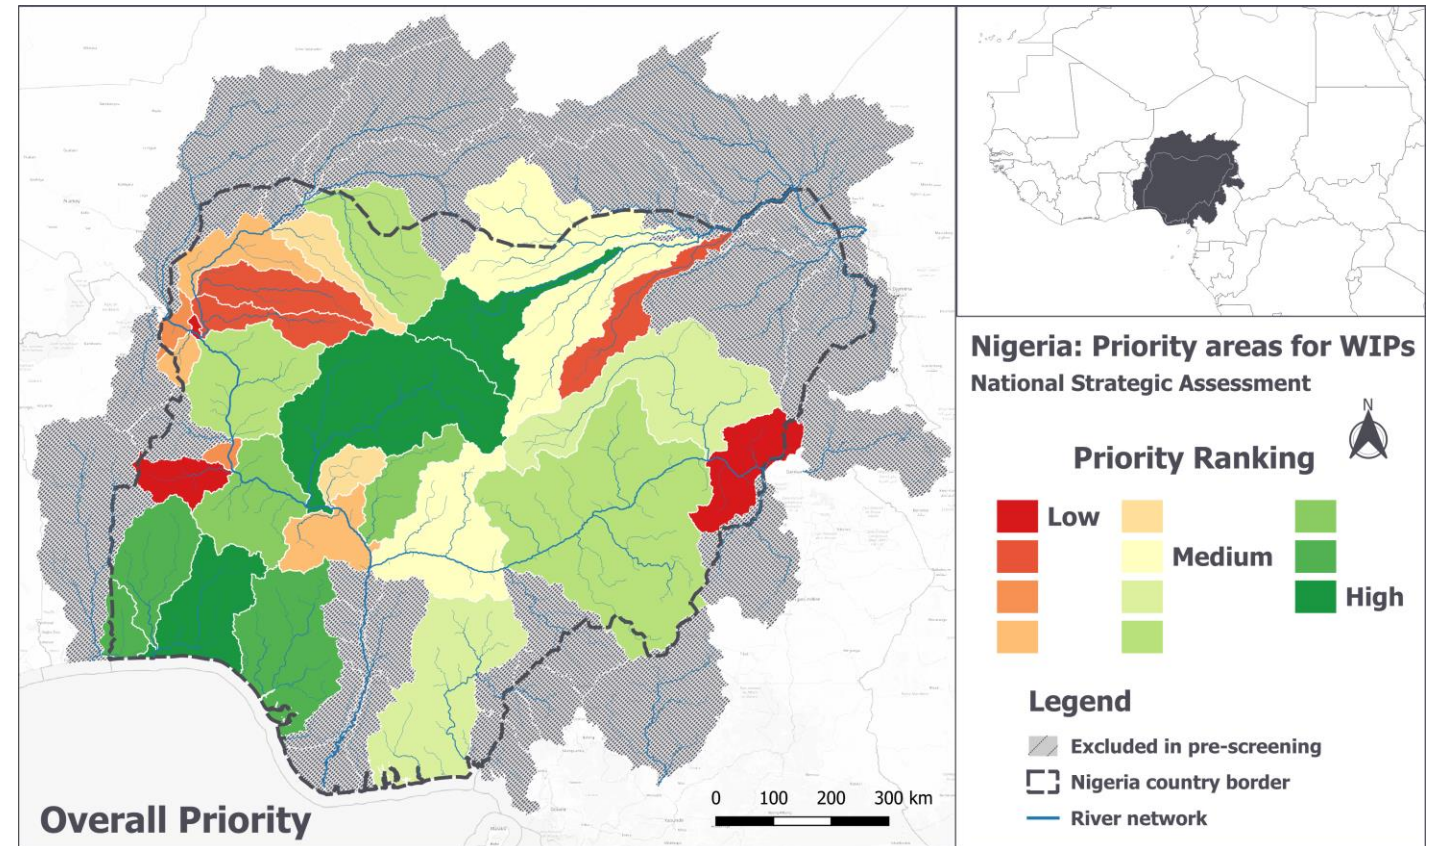 Nigeria: Priority areas for WIPs
National Strategic Assessment
N
Priority Ranking
Low
Medium
High
Legend
Excluded in pre-screening
Nigeria country border
River network
0 100 200 300 km
Overall Priority